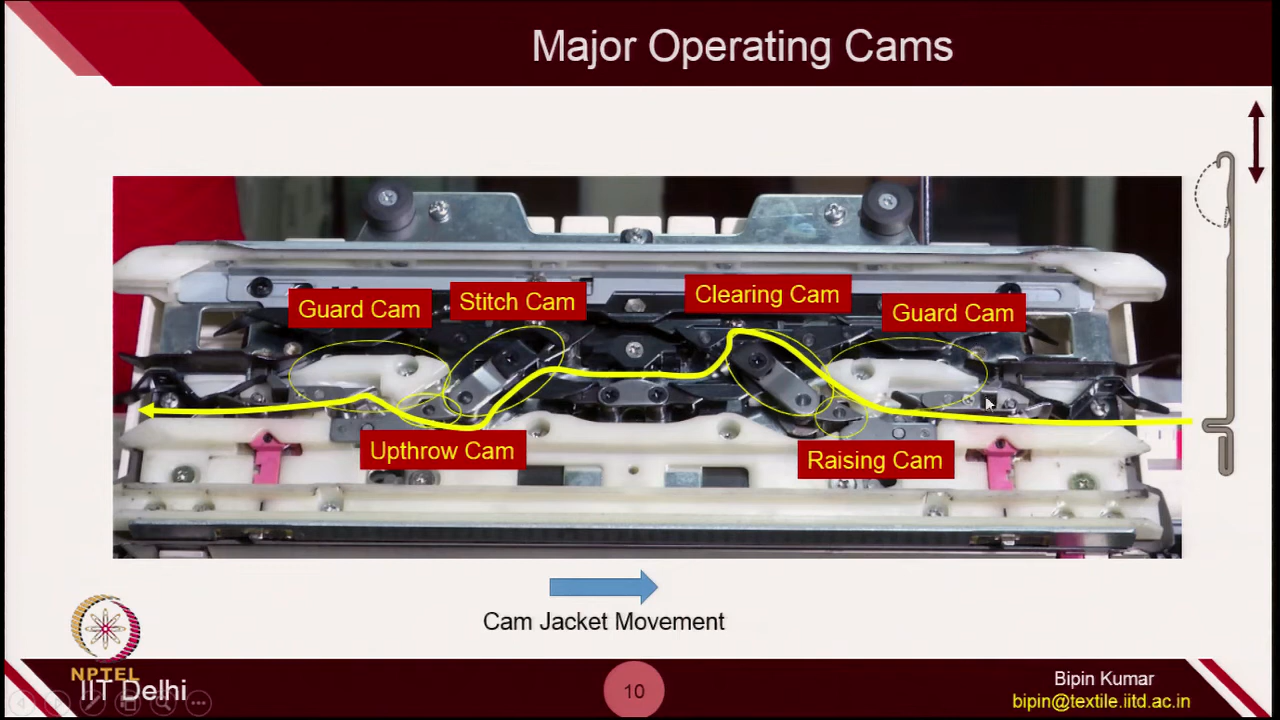 Major Operating Cams
Guard Cam
Stitch Cam
Clearing Cam
Guard Cam
Upthrow Cam
Raising Cam
Cam Jacket Movement
NPTEL
IIT Delhi
10
Bipin Kumar
bipin@textile.iitd.ac.in